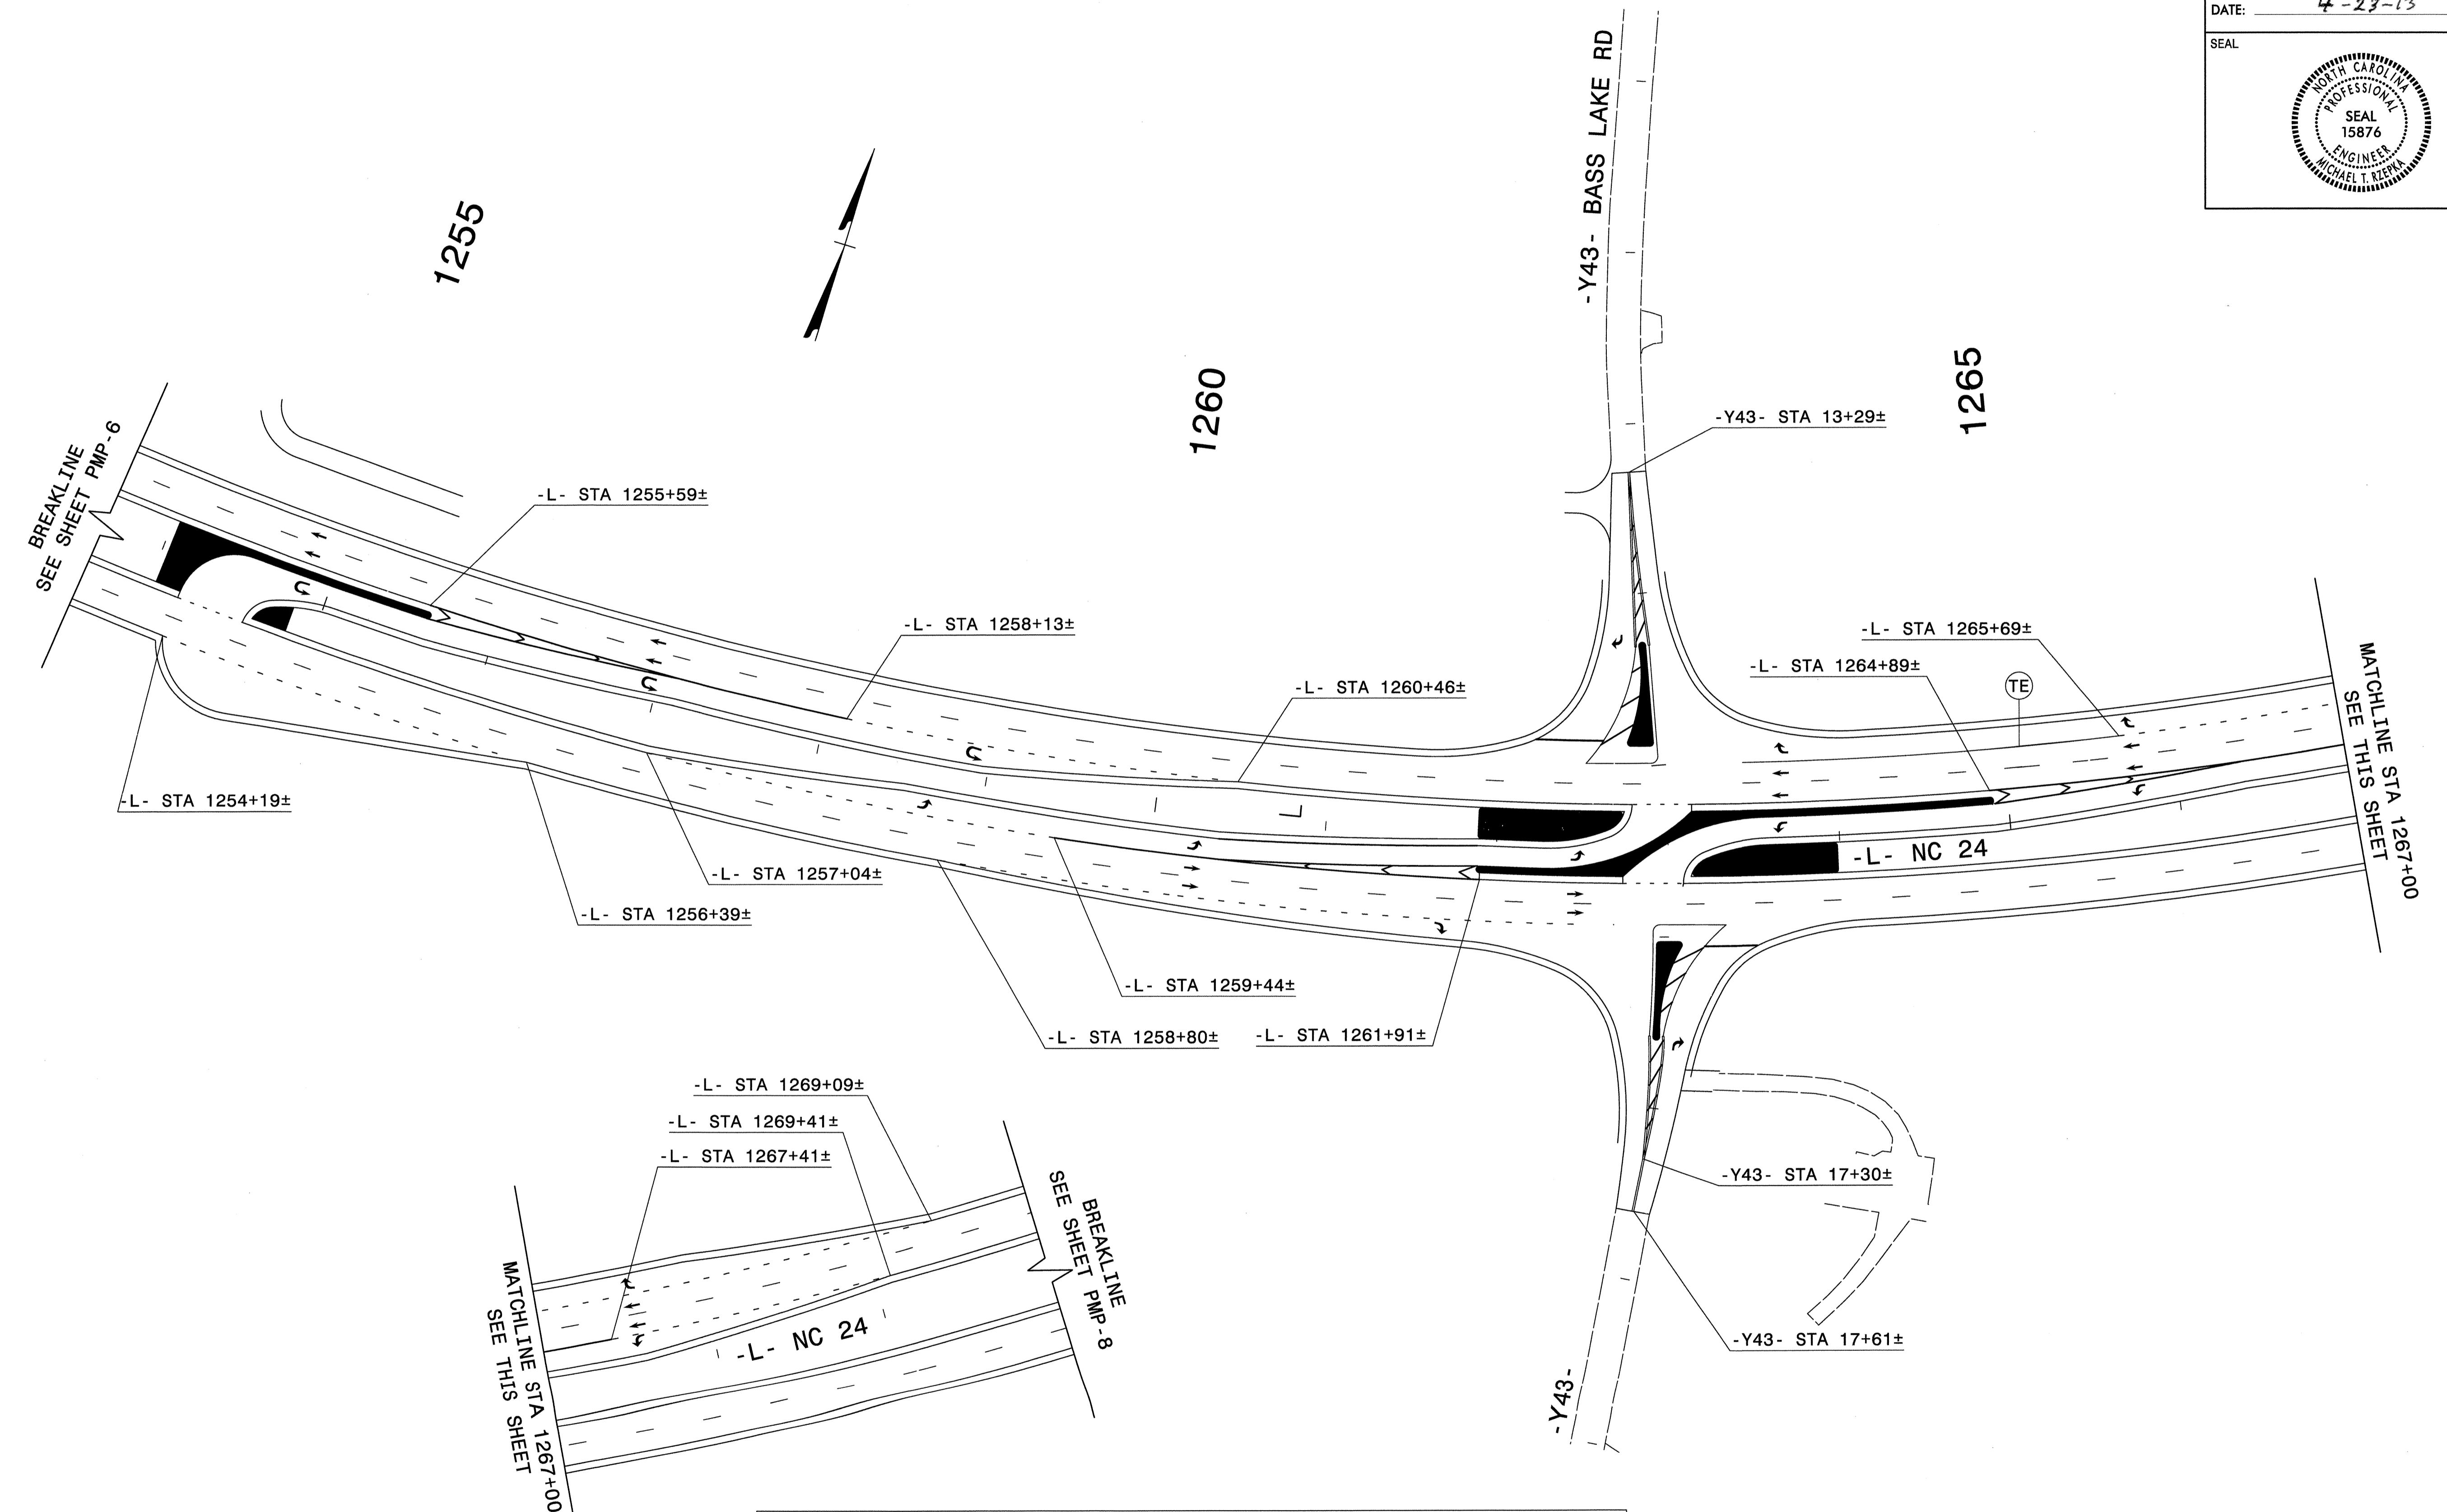 DATE: 4-23-13
SEAL
NORTH CAROLINA
PROFESSIONAL
SEAL
15876
ENGINEER
MICHAEL T. RZEPKA
-Y43- BASS LAKE RD
1255
1260
1265
-Y43- STA 13+29±
BREAKLINE
SEE SHEET PMP-6
-L- STA 1255+59±
-L- STA 1258+13±
-L- STA 1260+46±
-L- STA 1265+69±
-L- STA 1264+89±
TE
MATCHLINE STA 1267+00
SEE THIS SHEET
-L- STA 1254+19±
-L-
-L- NC 24
-L- STA 1257+04±
-L- STA 1256+39±
-L- STA 1259+44±
-L- STA 1258+80±
-L- STA 1261+91±
-L- STA 1269+09±
-L- STA 1269+41±
-L- STA 1267+41±
-Y43- STA 17+30±
-Y43- STA 17+61±
BREAKLINE
SEE SHEET PMP-8
MATCHLINE STA 1267+00
SEE THIS SHEET
-L- NC 24
-Y43-